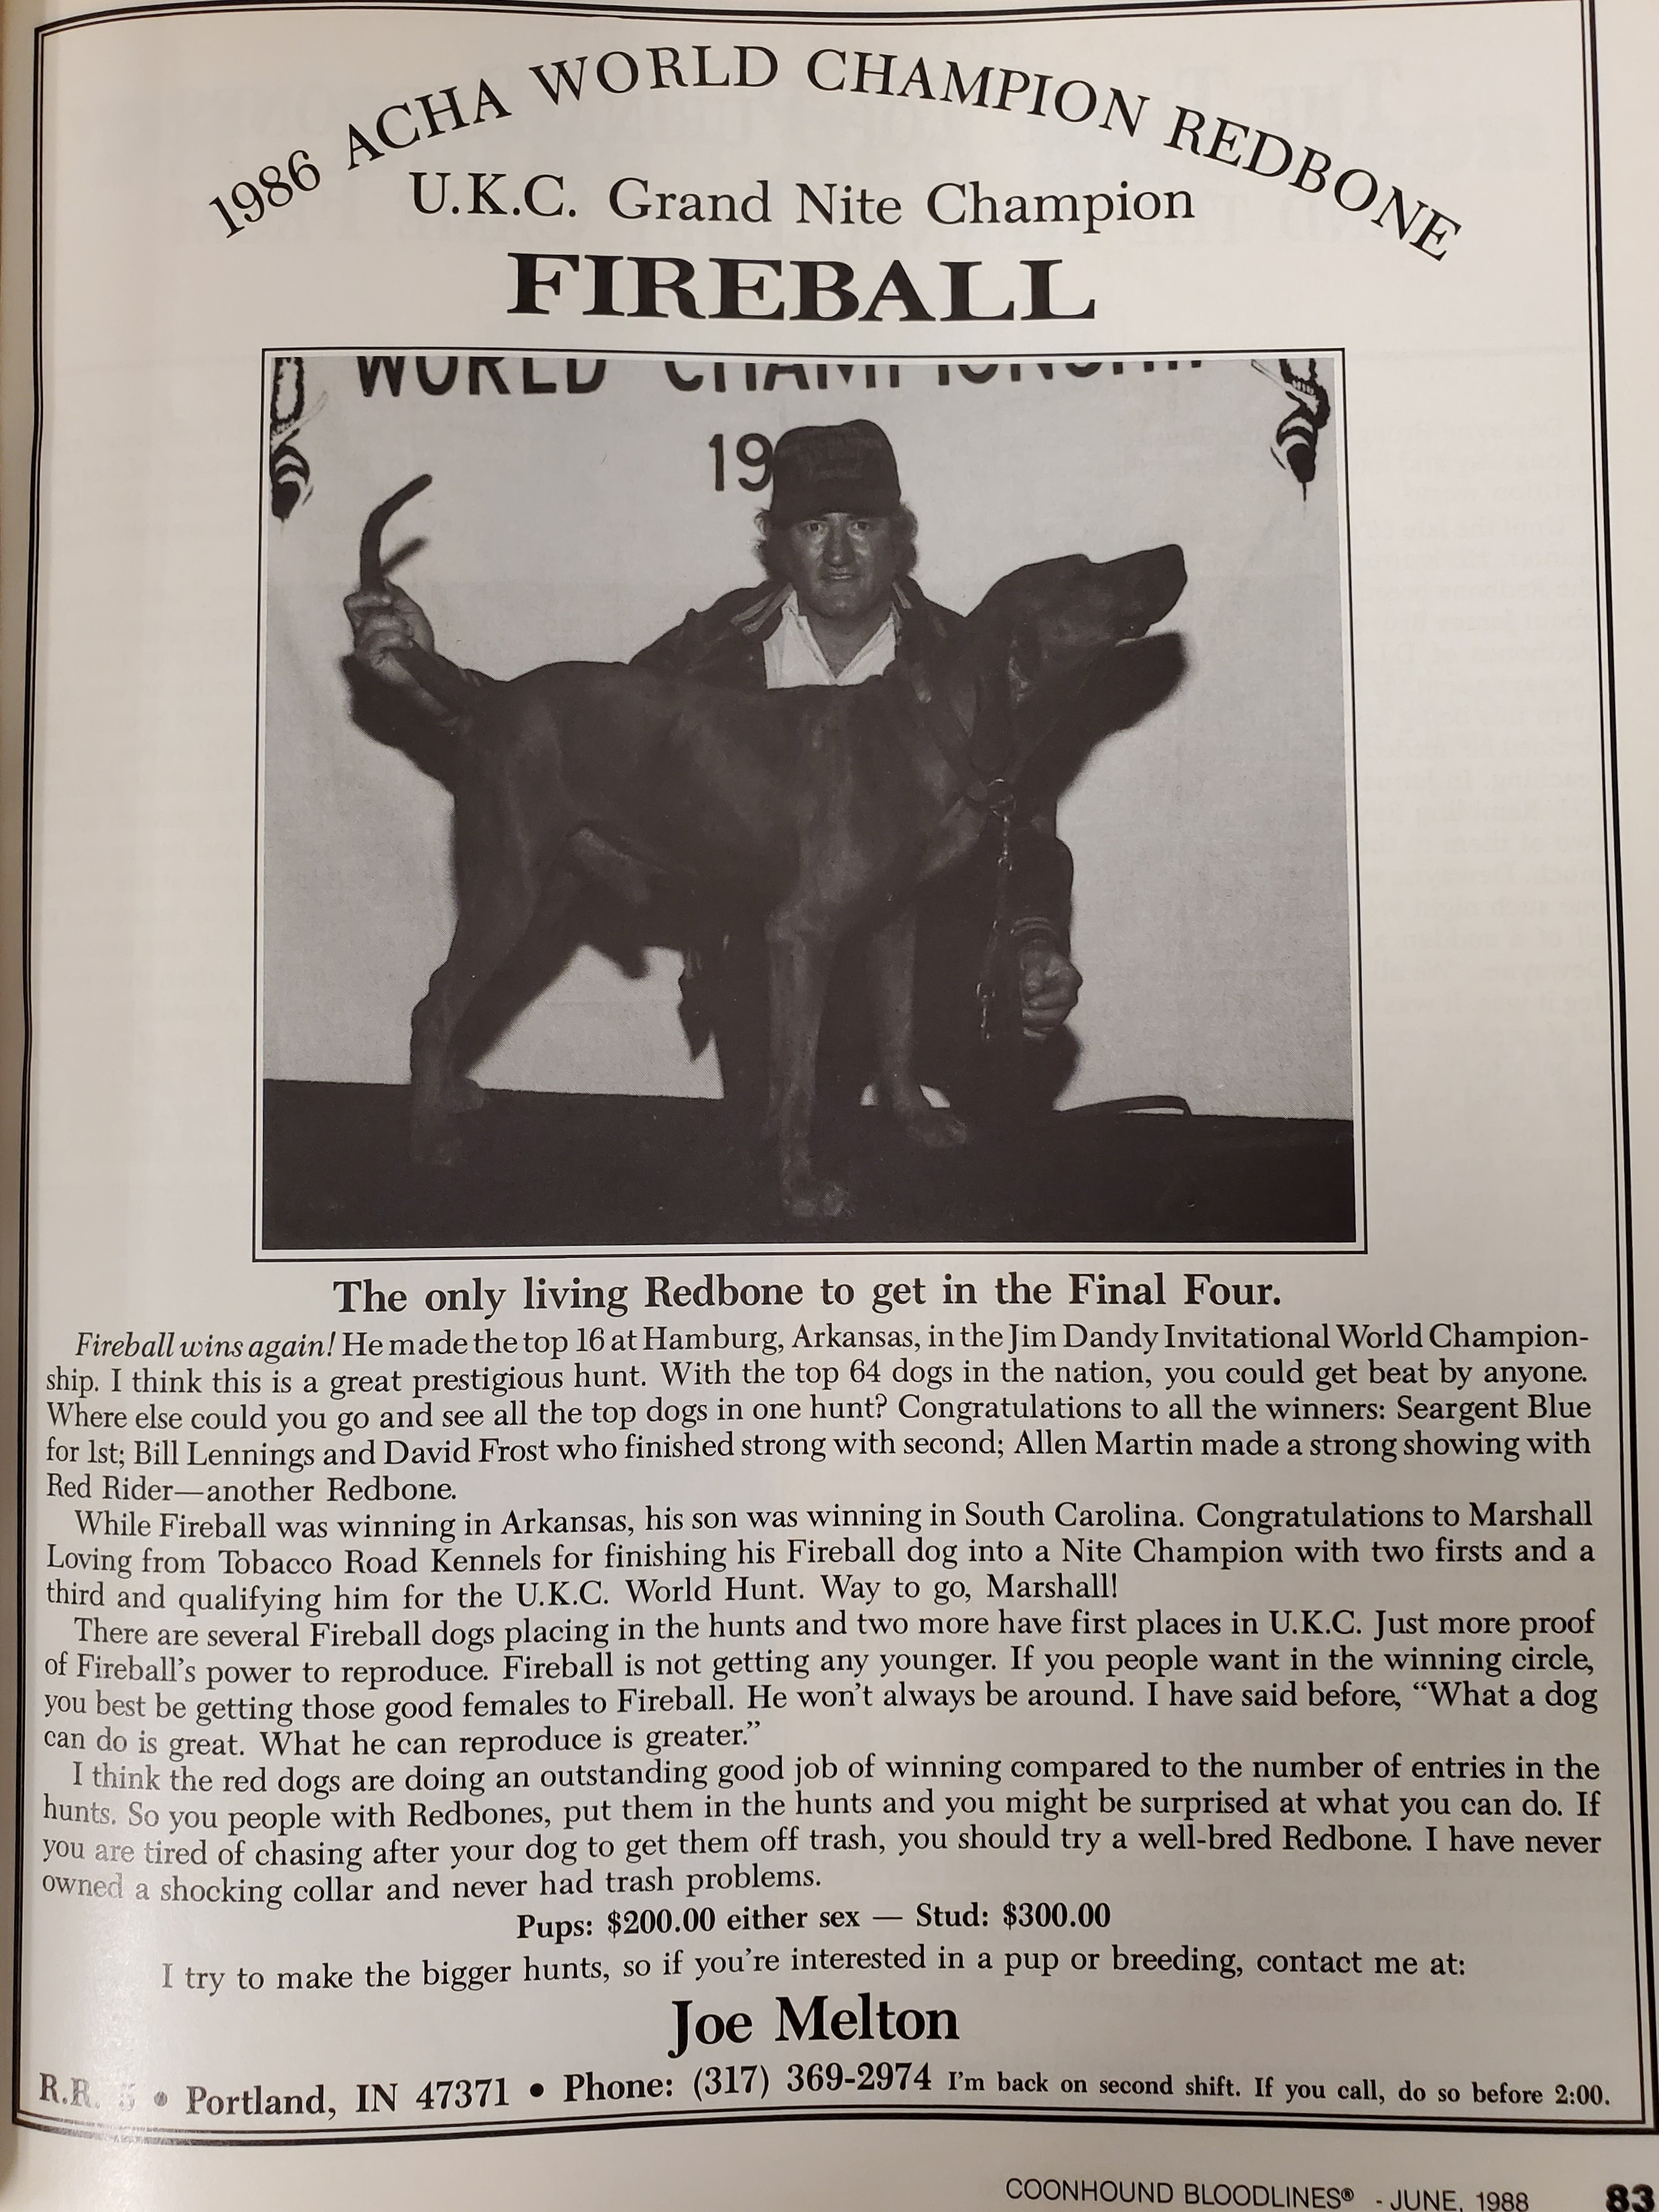 1986 ACHA WORLD CHAMPION REDBONE
U.K.C. Grand Nite Champion
FIREBALL
WORLD CHAMPIONSHIP
19
The only living Redbone to get in the Final Four.
Fireball wins again! He made the top 16 at Hamburg, Arkansas, in the Jim Dandy Invitational World Champion-
ship. I think this is a great prestigious hunt. With the top 64 dogs in the nation, you could get beat by anyone.
Where else could you go and see all the top dogs in one hunt? Congratulations to all the winners: Seargent Blue
for 1st; Bill Lennings and David Frost who finished strong with second; Allen Martin made a strong showing with
Red Rider—another Redbone.
While Fireball was winning in Arkansas, his son was winning in South Carolina. Congratulations to Marshall
Loving from Tobacco Road Kennels for finishing his Fireball dog into a Nite Champion with two firsts and a
third and qualifying him for the U.K.C. World Hunt. Way to go, Marshall!
There are several Fireball dogs placing in the hunts and two more have first places in U.K.C. Just more proof
of Fireball's power to reproduce. Fireball is not getting any younger. If you people want in the winning circle,
you best be getting those good females to Fireball. He won't always be around. I have said before, “What a dog
can do is great. What he can reproduce is greater.”
I think the red dogs are doing an outstanding good job of winning compared to the number of entries in the
hunts. So you people with Redbones, put them in the hunts and you might be surprised at what you can do. If
you are tired of chasing after your dog to get them off trash, you should try a well-bred Redbone. I have never
owned a shocking collar and never had trash problems.
Pups: $200.00 either sex — Stud: $300.00
I try to make the bigger hunts, so if you're interested in a pup or breeding, contact me at:
Joe Melton
R.R. 5 • Portland, IN 47371 • Phone: (317) 369-2974 I'm back on second shift. If you call, do so before 2:00.
COONHOUND BLOODLINES® - JUNE, 1988 83